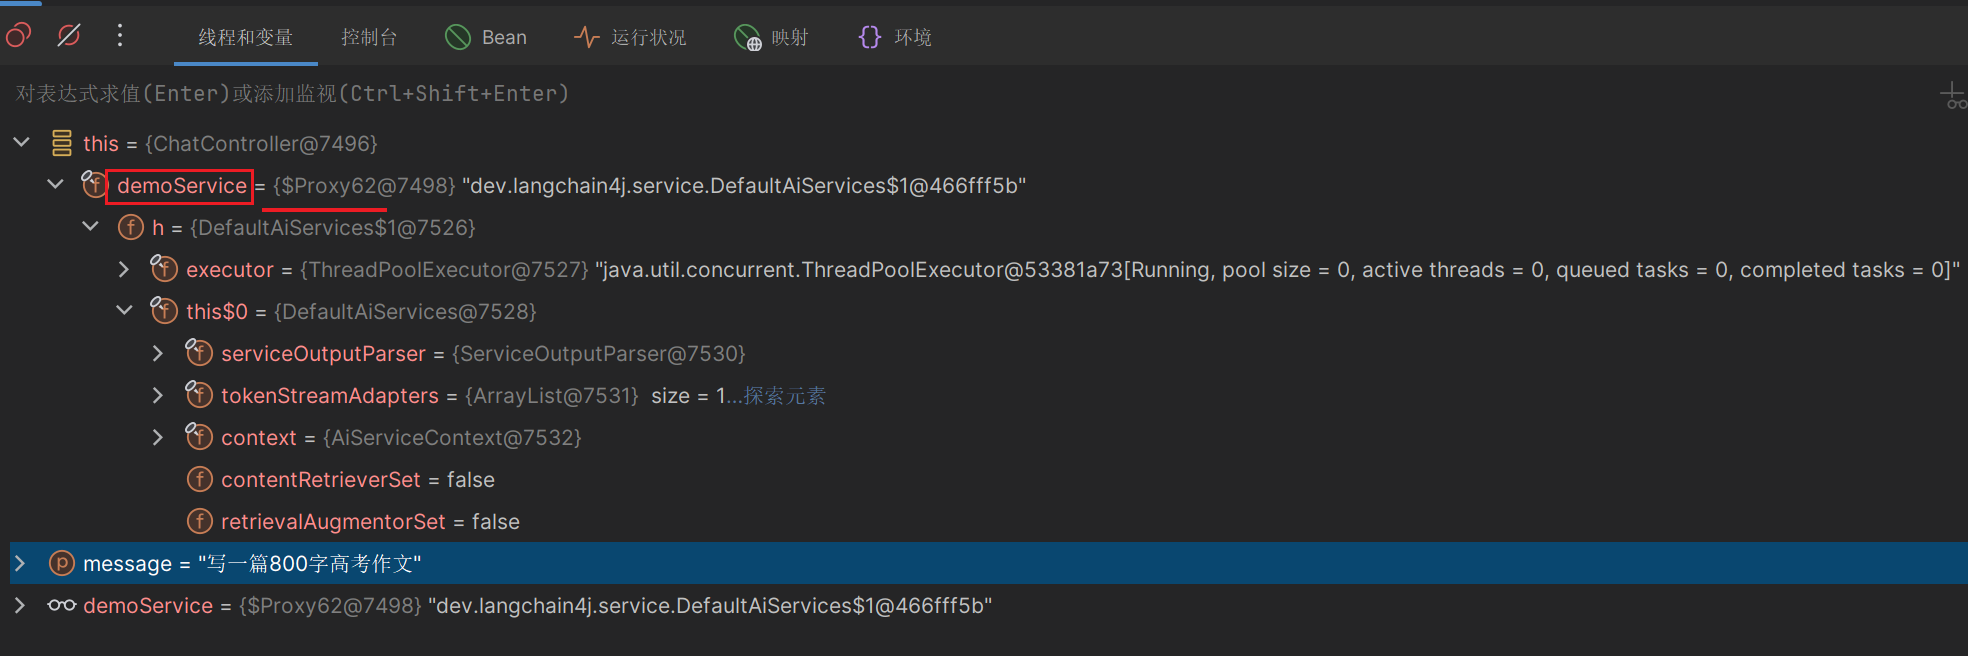 线程和变量 控制台 Bean 运行状况 映射 环境
对表达式求值(Enter)或添加监视(Ctrl+Shift+Enter)
this = {ChatController@7496}
demoService = {$Proxy62@7498} "dev.langchain4j.service.DefaultAiServices$1@466fff5b"
h = {DefaultAiServices$1@7526}
executor = {ThreadPoolExecutor@7527} "java.util.concurrent.ThreadPoolExecutor@53381a73[Running, pool size = 0, active threads = 0, queued tasks = 0, completed tasks = 0]"
this$0 = {DefaultAiServices@7528}
serviceOutputParser = {ServiceOutputParser@7530}
tokenStreamAdapters = {ArrayList@7531} size = 1...探索元素
context = {AiServiceContext@7532}
contentRetrieverSet = false
retrievalAugmentorSet = false
message = "写一篇800字高考作文"
demoService = {$Proxy62@7498} "dev.langchain4j.service.DefaultAiServices$1@466fff5b"